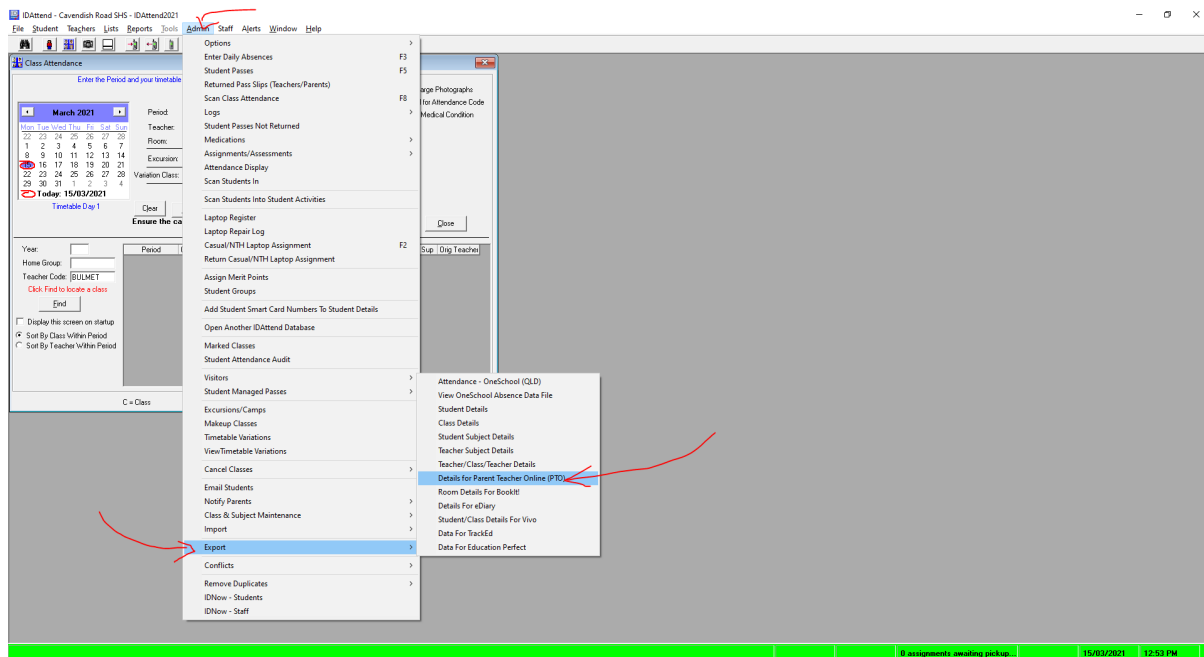 IDAttend - Cavendish Road SHS - IDAttend2021
File Student Teachers Lists Reports Tools Admin Staff Alerts Window Help
Class Attendance
Enter the Period and your timetable
March 2021
Mon Tue Wed Thu Fri Sat Sun
22 23 24 25 26 27 28
1 2 3 4 5 6 7
8 9 10 11 12 13 14
15 16 17 18 19 20 21
22 23 24 25 26 27 28
29 30 31 1 2 3 4
Today: 15/03/2021
Timetable Day 1
Period:
Teacher:
Room:
Excursion:
Variation Class:
Clear
Ensure the ca
Year:
Home Group:
Teacher Code: BULMET
Click Find to locate a class
Find
Display this screen on startup
Sort By Class Within Period
Sort By Teacher Within Period
Period
C = Class
Options
Enter Daily Absences F3
Student Passes F5
Returned Pass Slips (Teachers/Parents)
Scan Class Attendance F8
Logs
Student Passes Not Returned
Medications
Assignments/Assessments
Attendance Display
Scan Students In
Scan Students Into Student Activities
Laptop Register
Laptop Repair Log
Casual/NTH Laptop Assignment F2
Return Casual/NTH Laptop Assignment
Assign Merit Points
Student Groups
Add Student Smart Card Numbers To Student Details
Open Another IDAttend Database
Marked Classes
Student Attendance Audit
Visitors
Student Managed Passes
Excursions/Camps
Makeup Classes
Timetable Variations
ViewTimetable Variations
Cancel Classes
Email Students
Notify Parents
Class & Subject Maintenance
Import
Export
Conflicts
Remove Duplicates
IDNow - Students
IDNow - Staff
arge Photographs
for Attendance Code
Medical Condition
Close
Sup Orig Teacher
Attendance - OneSchool (QLD)
View OneSchool Absence Data File
Student Details
Class Details
Student Subject Details
Teacher Subject Details
Teacher/Class/Teacher Details
Details for Parent Teacher Online (PTO)
Room Details For BookIt!
Details For eDiary
Student/Class Details For Vivo
Data For TrackEd
Data For Education Perfect
0 assignments awaiting pickup... 15/03/2021 12:53 PM